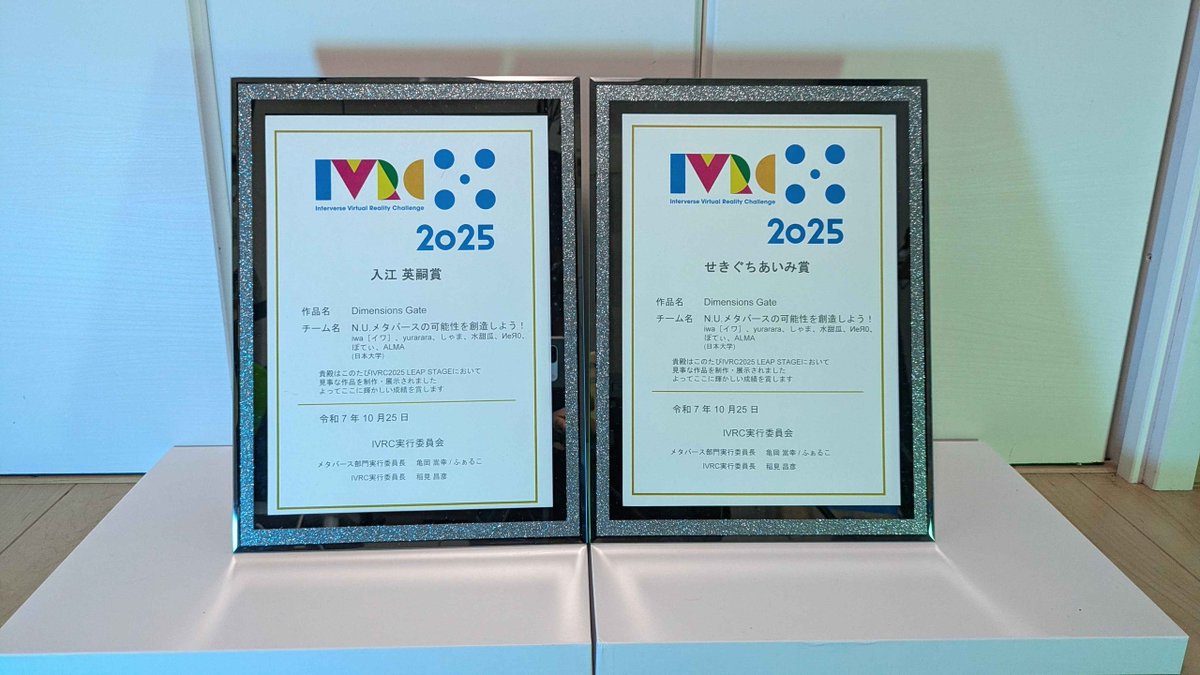 IVRC
Interverse Virtual Reality Challenge
2025
入江 英嗣賞
作品名 Dimensions Gate
チーム名 N.U.メタバースの可能性を創造しよう！
iwa［イワ］、yurarara、しゃま、水甜瓜、ИеЯ0、
ぽてぃ、ALMA
(日本大学)
貴殿はこのたびIVRC2025 LEAP STAGEにおいて
見事な作品を制作・展示されました
よってここに輝かしい成績を賞します
令和 7 年 10 月25 日
IVRC実行委員会
メタバース部門実行委員長 亀岡 嵩幸 / ふぁるこ
IVRC実行委員長 稲見 昌彦
IVRC
Interverse Virtual Reality Challenge
2025
せきぐちあいみ賞
作品名 Dimensions Gate
チーム名 N.U.メタバースの可能性を創造しよう！
iwa［イワ］、yurarara、しゃま、水甜瓜、ИеЯ0、
ぽてぃ、ALMA
(日本大学)
貴殿はこのたびIVRC2025 LEAP STAGEにおいて
見事な作品を制作・展示されました
よってここに輝かしい成績を賞します
令和 7 年 10 月25 日
IVRC実行委員会
メタバース部門実行委員長 亀岡 嵩幸 / ふぁるこ
IVRC実行委員長 稲見 昌彦